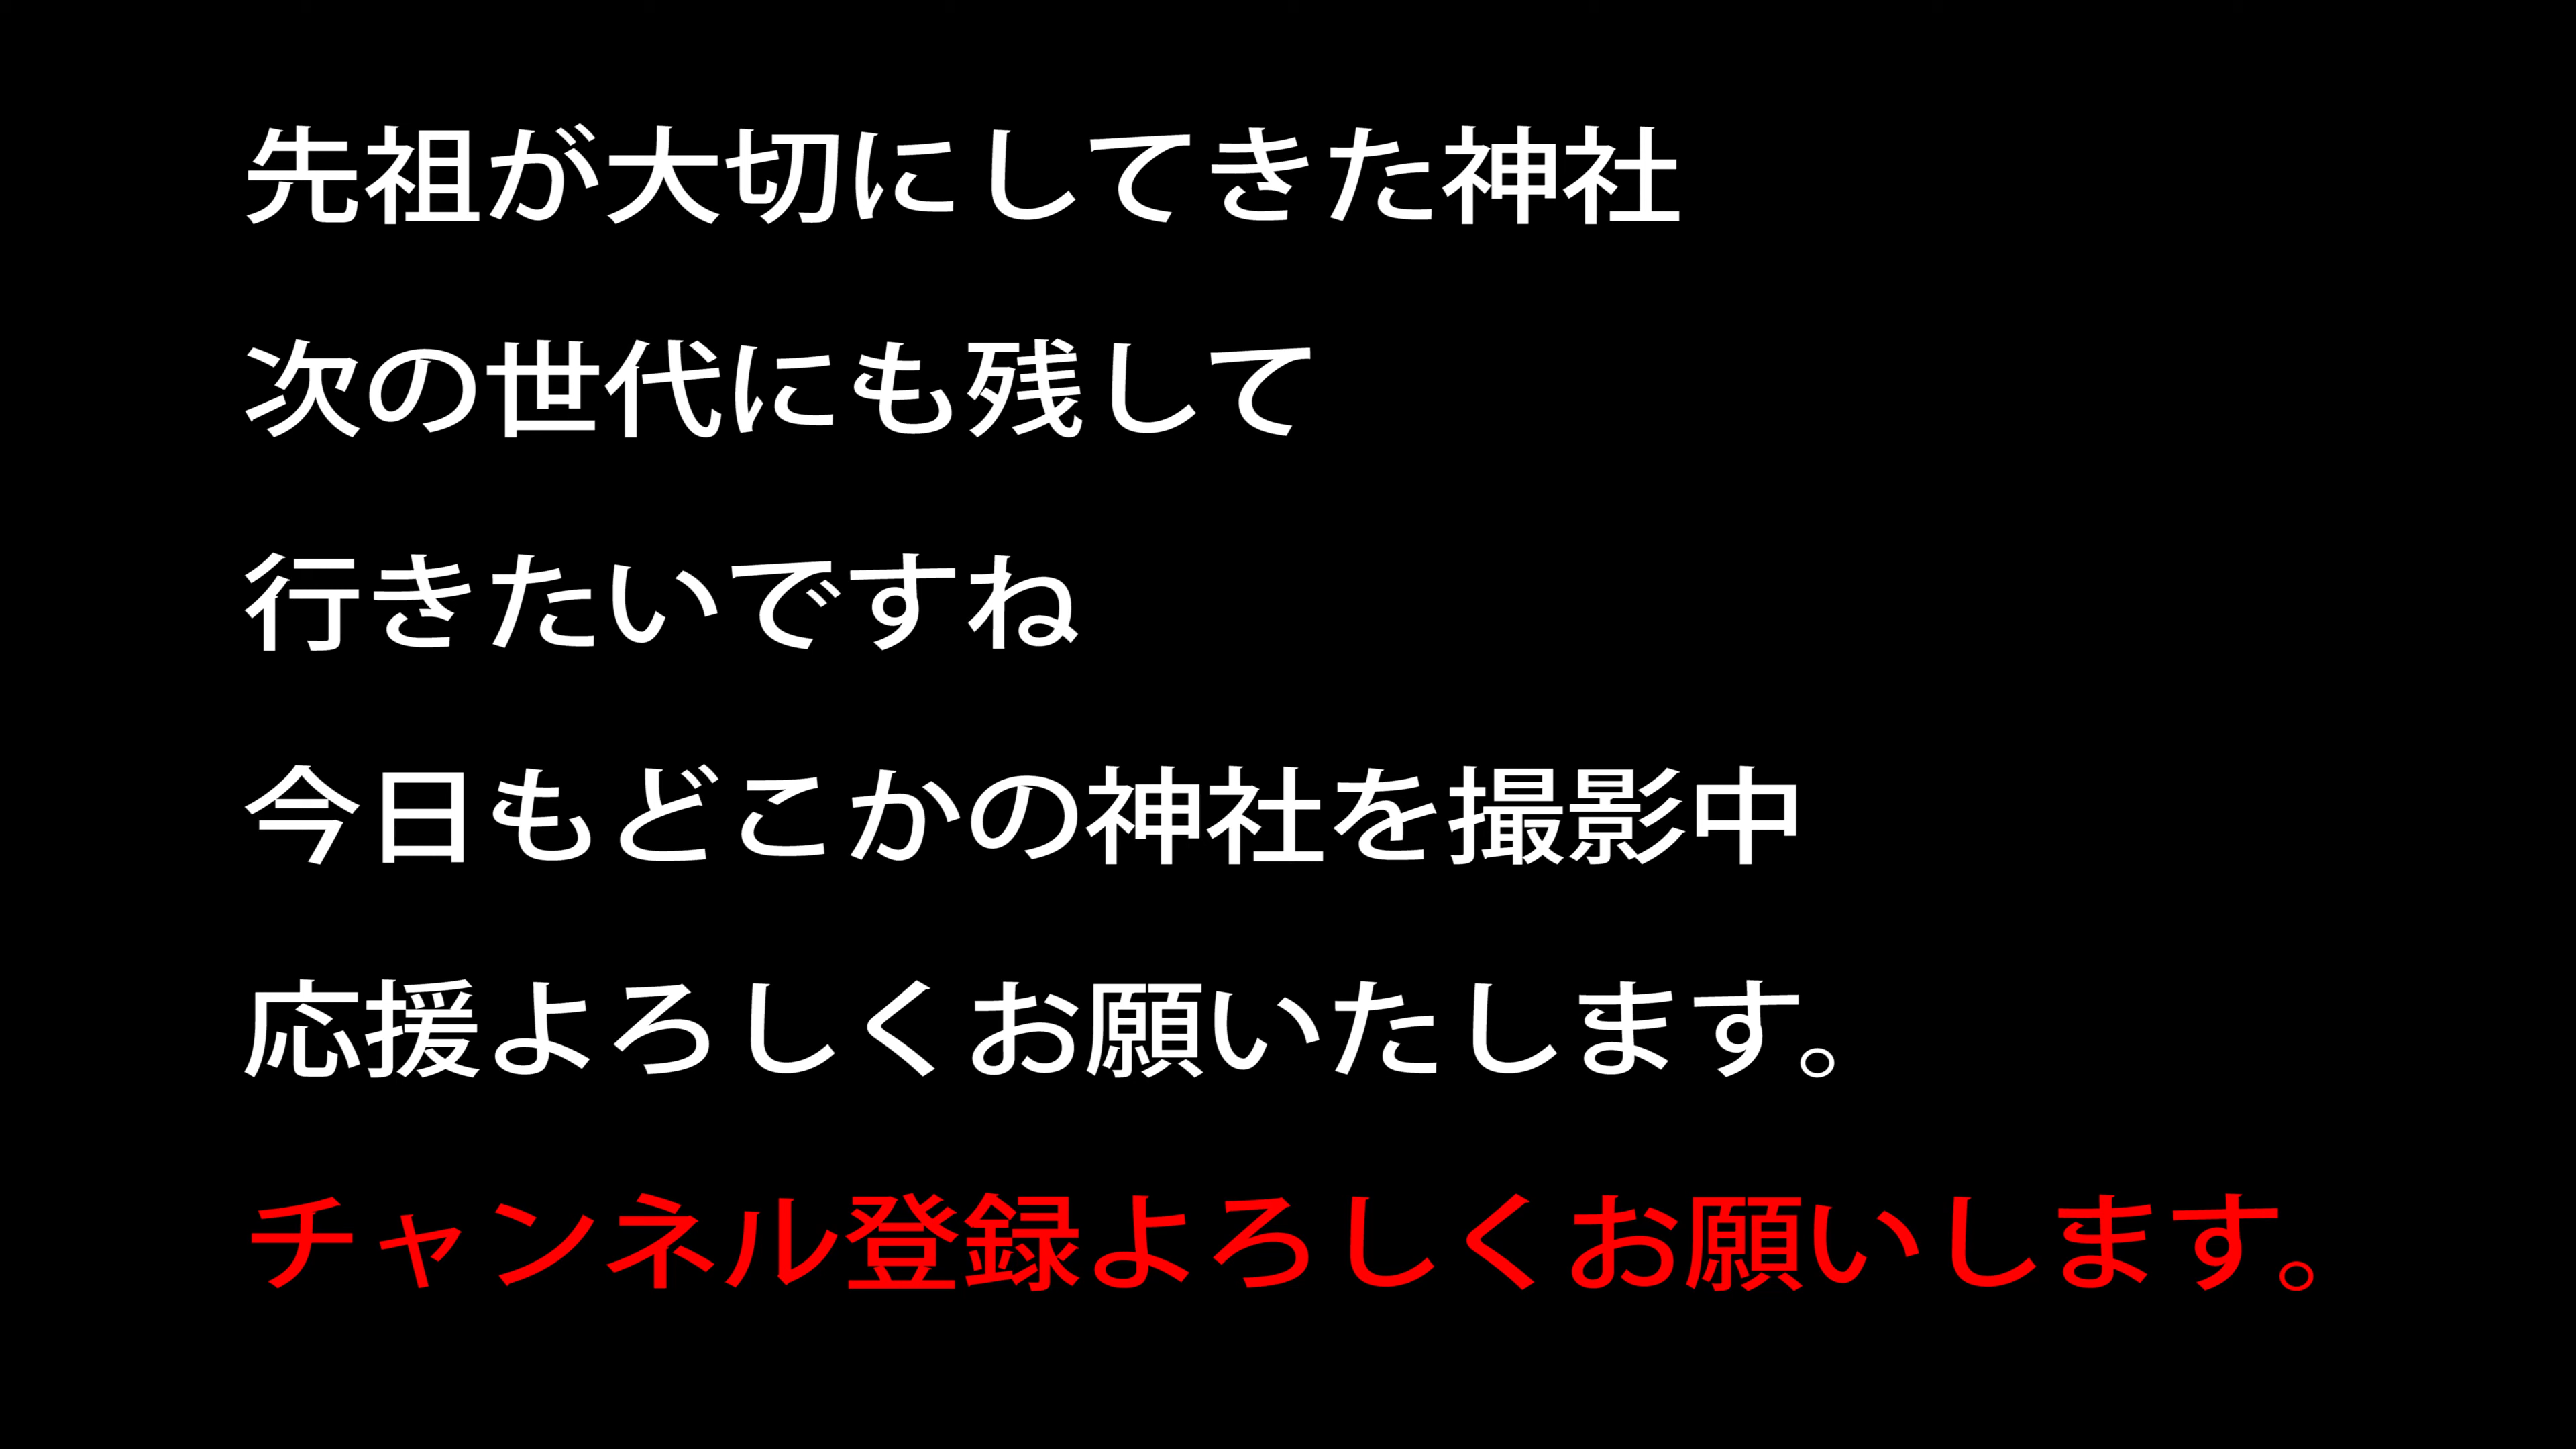 先祖が大切にしてきた神社
次の世代にも残して
行きたいですね
今日もどこかの神社を撮影中
応援よろしくお願いたします。
チャンネル登録よろしくお願いします。